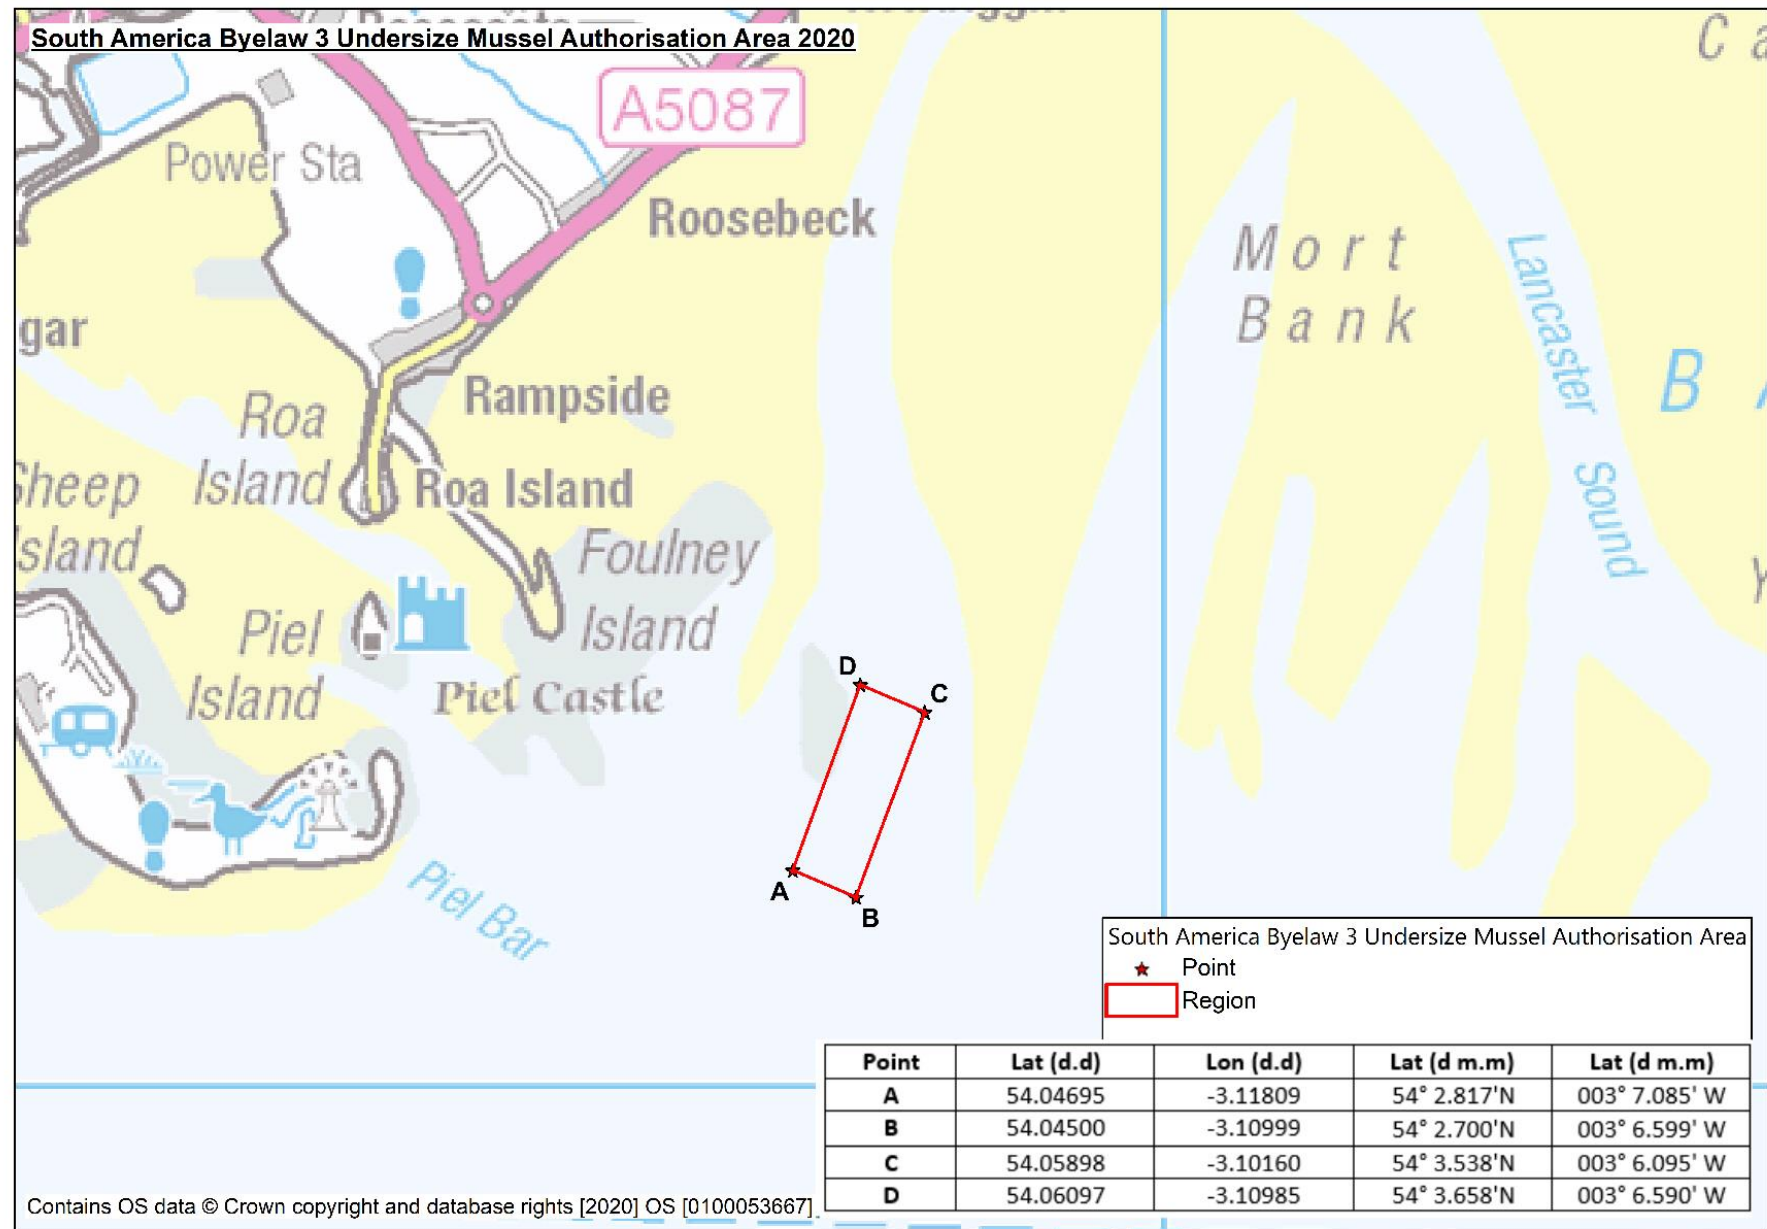 South America Byelaw 3 Undersize Mussel Authorisation Area 2020
A5087
Power Sta
Roosebeck
Mort
Bank
Lancaster Sound
gar
Rampside
Roa
Island
Roa Island
Sheep
Island
Foulney
Island
Piel
Island
Piel Castle
Piel Bar
D
C
A
B
South America Byelaw 3 Undersize Mussel Authorisation Area
Point
Region
Point Lat (d.d) Lon (d.d) Lat (d m.m) Lat (d m.m)
A 54.04695 -3.11809 54° 2.817'N 003° 7.085' W
B 54.04500 -3.10999 54° 2.700'N 003° 6.599' W
C 54.05898 -3.10160 54° 3.538'N 003° 6.095' W
D 54.06097 -3.10985 54° 3.658'N 003° 6.590' W
Contains OS data © Crown copyright and database rights [2020] OS [0100053667]